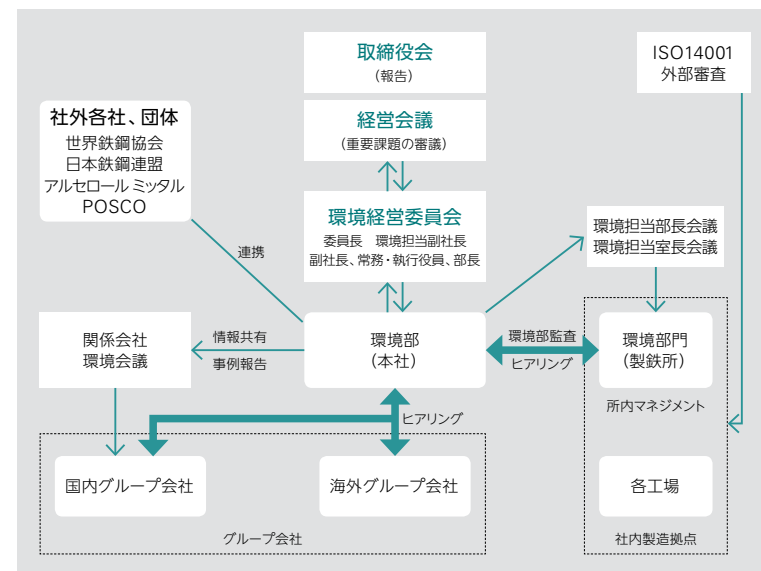 取締役会
(報告)
ISO14001
外部審査
社外各社、団体
世界鉄鋼協会
日本鉄鋼連盟
アルセロール ミッタル
POSCO
経営会議
(重要課題の審議)
環境経営委員会
委員長　環境担当副社長
副社長、常務・執行役員、部長
環境担当部長会議
環境担当室長会議
連携
関係会社
環境会議
情報共有
事例報告
環境部
(本社)
環境部監査
ヒアリング
環境部門
(製鉄所)
所内マネジメント
ヒアリング
国内グループ会社
海外グループ会社
各工場
グループ会社
社内製造拠点